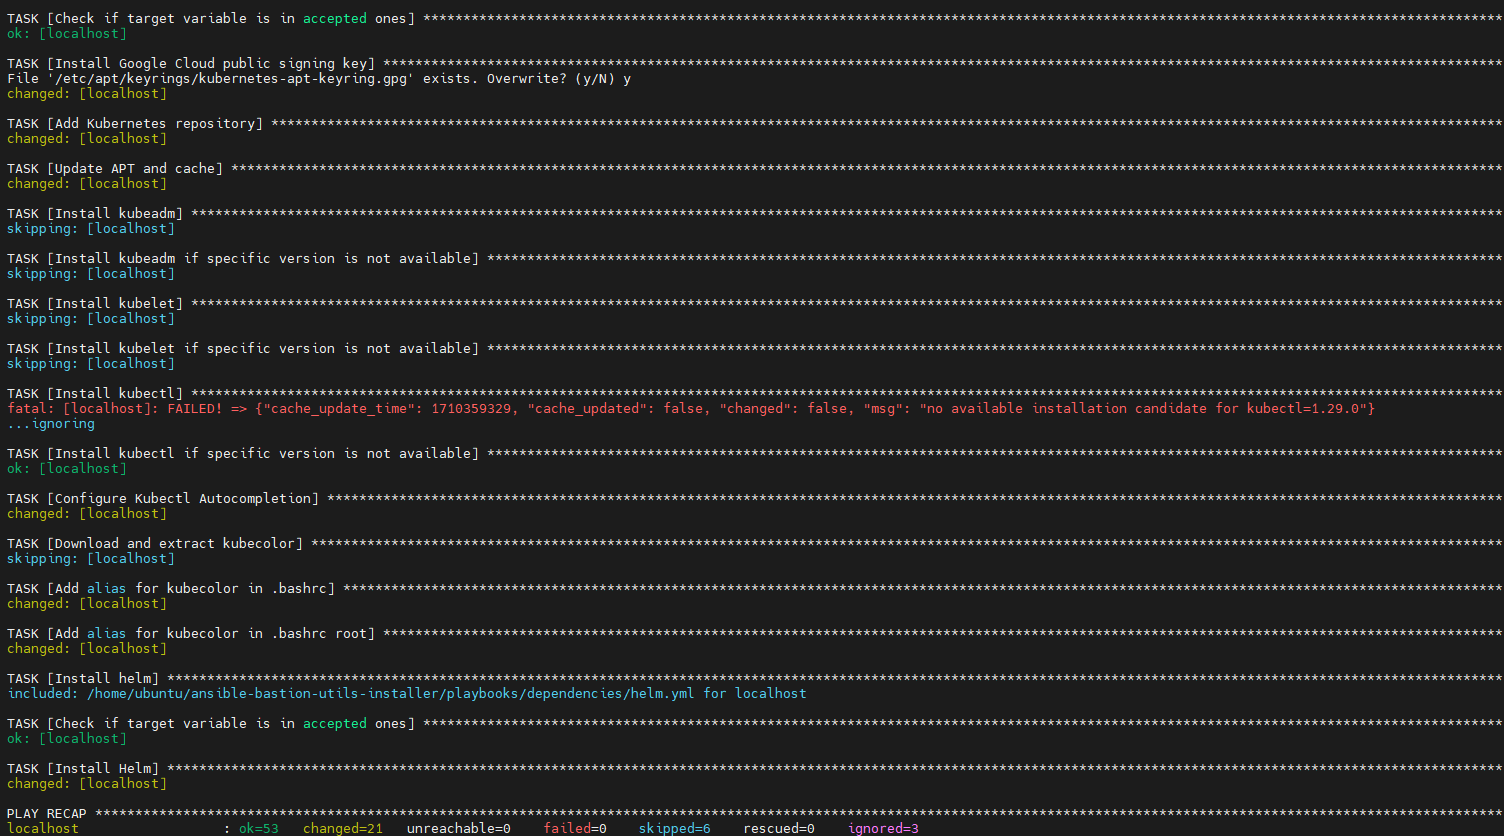 TASK [Check if target variable is in accepted ones] ***************************************************************************************************************************************
ok: [localhost]
TASK [Install Google Cloud public signing key] ********************************************************************************************************************************************
File '/etc/apt/keyrings/kubernetes-apt-keyring.gpg' exists. Overwrite? (y/N) y
changed: [localhost]
TASK [Add Kubernetes repository] **********************************************************************************************************************************************************
changed: [localhost]
TASK [Update APT and cache] ***************************************************************************************************************************************************************
changed: [localhost]
TASK [Install kubeadm] ********************************************************************************************************************************************************************
skipping: [localhost]
TASK [Install kubeadm if specific version is not available] *******************************************************************************************************************************
skipping: [localhost]
TASK [Install kubelet] ********************************************************************************************************************************************************************
skipping: [localhost]
TASK [Install kubelet if specific version is not available] *******************************************************************************************************************************
skipping: [localhost]
TASK [Install kubectl] ********************************************************************************************************************************************************************
fatal: [localhost]: FAILED! => {"cache_update_time": 1710359329, "cache_updated": false, "changed": false, "msg": "no available installation candidate for kubectl=1.29.0"}
...ignoring
TASK [Install kubectl if specific version is not available] *******************************************************************************************************************************
ok: [localhost]
TASK [Configure Kubectl Autocompletion] ***************************************************************************************************************************************************
changed: [localhost]
TASK [Download and extract kubecolor] *****************************************************************************************************************************************************
skipping: [localhost]
TASK [Add alias for kubecolor in .bashrc] *************************************************************************************************************************************************
changed: [localhost]
TASK [Add alias for kubecolor in .bashrc root] ********************************************************************************************************************************************
changed: [localhost]
TASK [Install helm] ***********************************************************************************************************************************************************************
included: /home/ubuntu/ansible-bastion-utils-installer/playbooks/dependencies/helm.yml for localhost
TASK [Check if target variable is in accepted ones] ***************************************************************************************************************************************
ok: [localhost]
TASK [Install Helm] ***********************************************************************************************************************************************************************
changed: [localhost]
PLAY RECAP ********************************************************************************************************************************************************************************
localhost : ok=53 changed=21 unreachable=0 failed=0 skipped=6 rescued=0 ignored=3